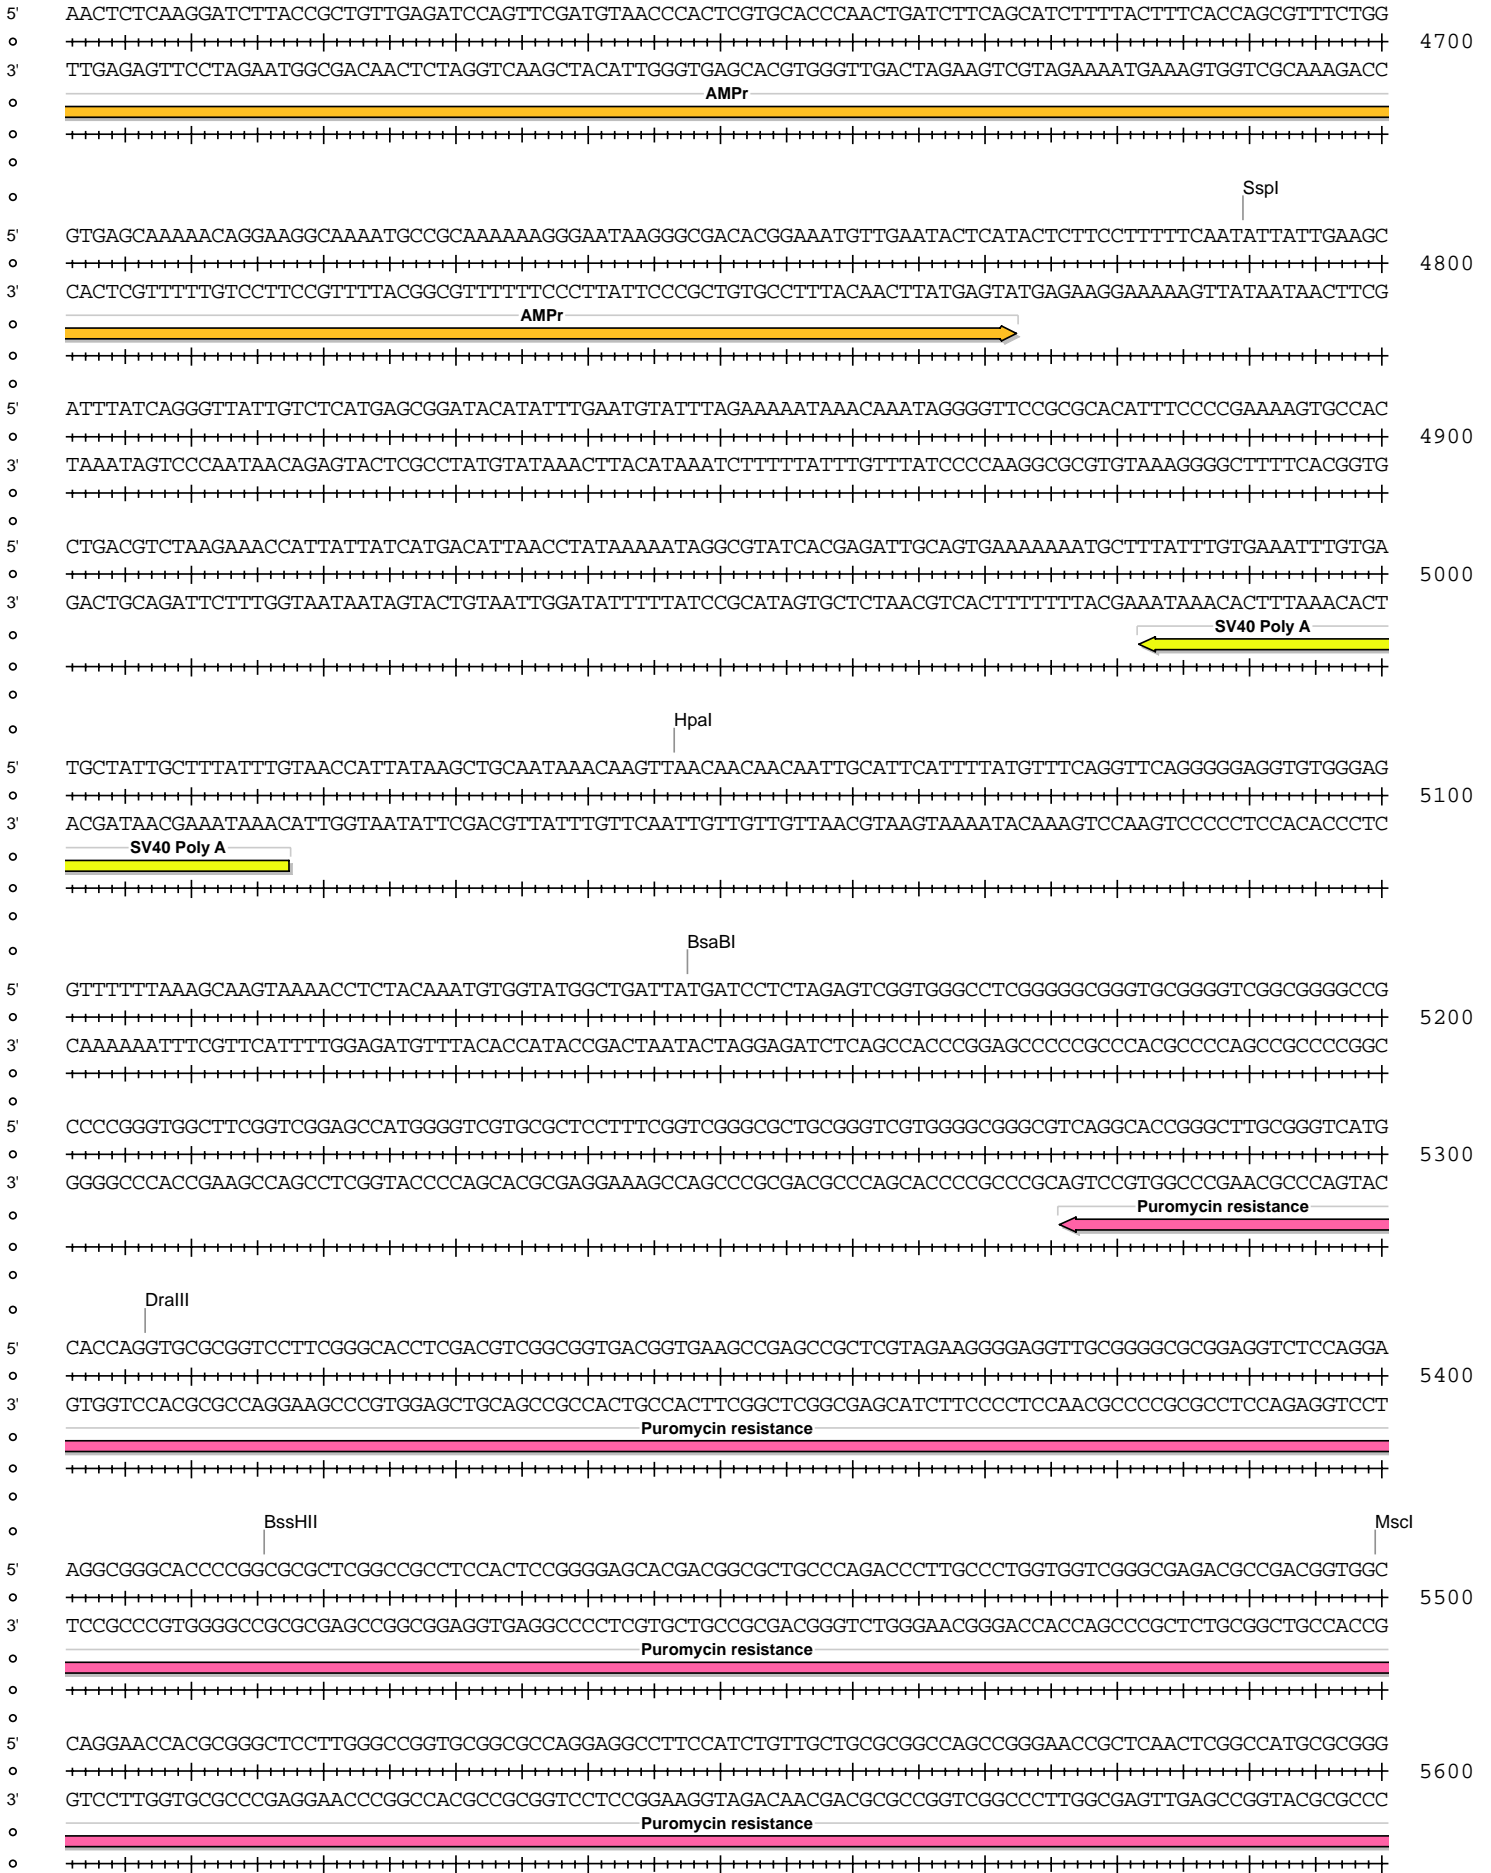 5' AACTCTCAAGGATCTTACCGCTGTTGAGATCCAGTTCGATGTAACCCACTCGTGCACCCAACTGATCTTCAGCATCTTTTACTTTCACCAGCGTTTCTGG
4700
3' TTGAGAGTTCCTAGAATGGCGACAACTCTAGGTCAAGCTACATTGGGTGAGCACGTGGGTTGACTAGAAGTCGTAGAAAATGAAAGTGGTCGCAAAGACC
AMPr
SspI
5' GTGAGCAAAAACAGGAAGGCAAAATGCCGCAAAAAAGGGAATAAGGGCGACACGGAAATGTTGAATACTCATACTCTTCCTTTTTCAATATTATTGAAGC
4800
3' CACTCGTTTTTGTCCTTCCGTTTTACGGCGTTTTTTCCCTTATTCCCGCTGTGCCTTTACAACTTATGAGTATGAGAAGGAAAAAGTTATAATAACTTCG
AMPr
5' ATTTATCAGGGTTATTGTCTCATGAGCGGATACATATTTGAATGTATTTAGAAAAATAAACAAATAGGGGTTCCGCGCACATTTCCCCGAAAAGTGCCAC
4900
3' TAAATAGTCCCAATAACAGAGTACTCGCCTATGTATAAACTTACATAAATCTTTTTATTTGTTTATCCCCAAGGCGCGTGTAAAGGGGCTTTTCACGGTG
5' CTGACGTCTAAGAAACCATTATTATCATGACATTAACCTATAAAAATAGGCGTATCACGAGATTGCAGTGAAAAAAATGCTTTATTTGTGAAATTTGTGA
5000
3' GACTGCAGATTCTTTGGTAATAATAGTACTGTAATTGGATATTTTTATCCGCATAGTGCTCTAACGTCACTTTTTTTACGAAATAAACACTTTAAACACT
SV40 Poly A
HpaI
5' TGCTATTGCTTTATTTGTAACCATTATAAGCTGCAATAAACAAGTTAACAACAACAATTGCATTCATTTTATGTTTCAGGTTCAGGGGGAGGTGTGGGAG
5100
3' ACGATAACGAAATAAACATTGGTAATATTCGACGTTATTTGTTCAATTGTTGTTGTTAACGTAAGTAAAATACAAAGTCCAAGTCCCCCTCCACACCCTC
SV40 Poly A
BsaBI
5' GTTTTTTAAAGCAAGTAAAACCTCTACAAATGTGGTATGGCTGATTATGATCCTCTAGAGTCGGTGGGCCTCGGGGGCGGGTGCGGGGTCGGCGGGGCCG
5200
3' CAAAAAATTTCGTTCATTTTGGAGATGTTTACACCATACCGACTAATACTAGGAGATCTCAGCCACCCGGAGCCCCCGCCCACGCCCCAGCCGCCCCGGC
5' CCCCGGGTGGCTTCGGTCGGAGCCATGGGGTCGTGCGCTCCTTTCGGTCGGGCGCTGCGGGTCGTGGGGCGGGCGTCAGGCACCGGGCTTGCGGGTCATG
5300
3' GGGGCCCACCGAAGCCAGCCTCGGTACCCCAGCACGCGAGGAAAGCCAGCCCGCGACGCCCAGCACCCCGCCCGCAGTCCGTGGCCCGAACGCCCAGTAC
Puromycin resistance
DraIII
5' CACCAGGTGCGCGGTCCTTCGGGCACCTCGACGTCGGCGGTGACGGTGAAGCCGAGCCGCTCGTAGAAGGGGAGGTTGCGGGGCGCGGAGGTCTCCAGGA
5400
3' GTGGTCCACGCGCCAGGAAGCCCGTGGAGCTGCAGCCGCCACTGCCACTTCGGCTCGGCGAGCATCTTCCCCTCCAACGCCCCGCGCCTCCAGAGGTCCT
Puromycin resistance
BssHII
MscI
5' AGGCGGGCACCCCGGCGCGCTCGGCCGCCTCCACTCCGGGGAGCACGACGGCGCTGCCCAGACCCTTGCCCTGGTGGTCGGGCGAGACGCCGACGGTGGC
5500
3' TCCGCCCGTGGGGCCGCGCGAGCCGGCGGAGGTGAGGCCCCTCGTGCTGCCGCGACGGGTCTGGGAACGGGACCACCAGCCCGCTCTGCGGCTGCCACCG
Puromycin resistance
5' CAGGAACCACGCGGGCTCCTTGGGCCGGTGCGGCGCCAGGAGGCCTTCCATCTGTTGCTGCGCGGCCAGCCGGGAACCGCTCAACTCGGCCATGCGCGGG
5600
3' GTCCTTGGTGCGCCCGAGGAACCCGGCCACGCCGCGGTCCTCCGGAAGGTAGACAACGACGCGCCGGTCGGCCCTTGGCGAGTTGAGCCGGTACGCGCCC
Puromycin resistance